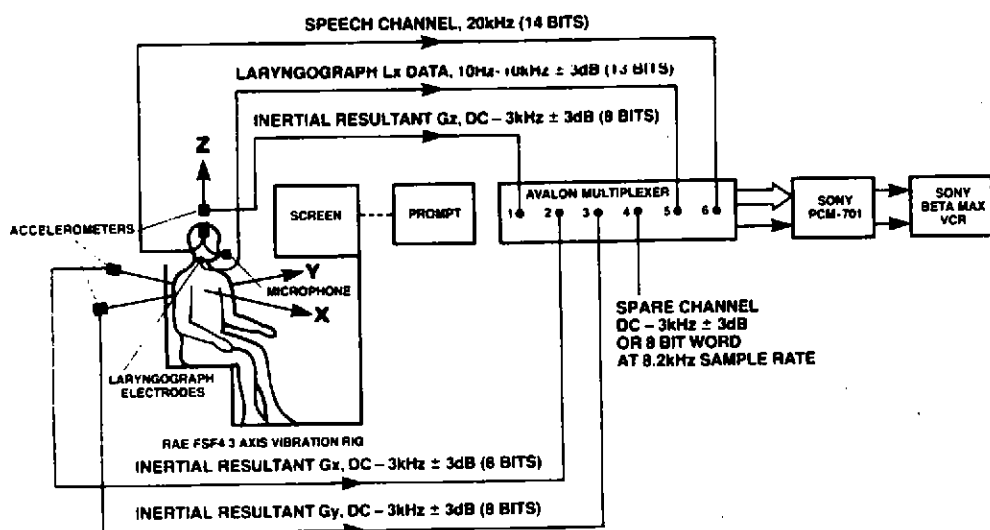 SPEECH CHANNEL, 20kHz (14 BITS)
LARYNGOGRAPH Lx DATA, 10Hz-10kHz ± 3dB (13 BITS)
INERTIAL RESULTANT Gz, DC – 3kHz ± 3dB (8 BITS)
Z
AVALON MULTIPLEXER
1 2 3 4 5 6
SCREEN
PROMPT
SONY
PCM-701
SONY
BETA MAX
VCR
ACCELEROMETERS
Y
MICROPHONE
X
SPARE CHANNEL
DC – 3kHz ± 3dB
OR 8 BIT WORD
AT 8.2kHz SAMPLE RATE
LARYNGOGRAPH
ELECTRODES
RAE FSF4 3 AXIS VIBRATION RIG
INERTIAL RESULTANT Gx, DC – 3kHz ± 3dB (8 BITS)
INERTIAL RESULTANT Gy, DC – 3kHz ± 3dB (8 BITS)